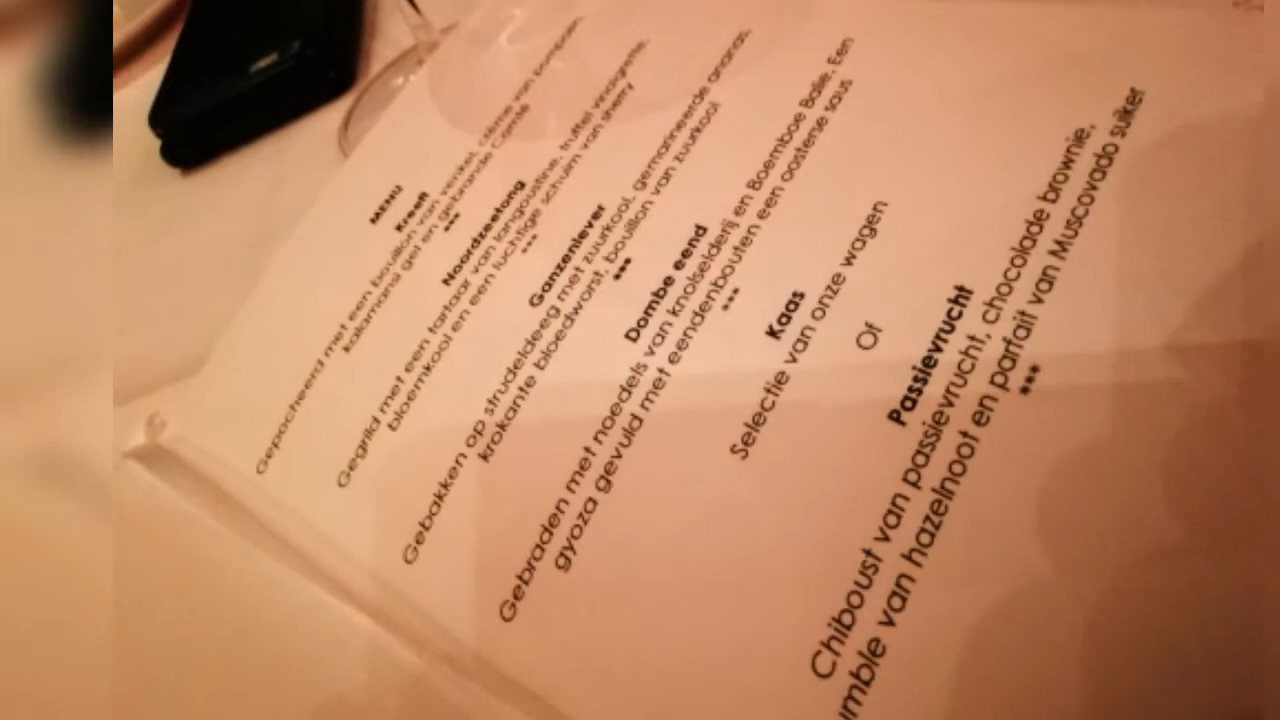 MENU
Kreeft
Gepocheerd met een bouillon van venkel, crème van pompoen,
kalamansi gel en gebrande Comté
***
Noordzeetong
Gegrild met een tartaar van langoustine, truffel vinaigrette,
bloemkool en een luchtige schuim van sherry
***
Ganzenlever
Gebakken op strudeldeeg met zuurkool, gemarineerde ananas,
krokante bloedworst, bouillon van zuurkool
***
Dombe eend
Gebraden met noedels van knolselderij en Boemboe Balie. Een
gyoza gevuld met eendenbouten een oosterse saus
***
Kaas
Selectie van onze wagen
Of
Passievrucht
Chiboust van passievrucht, chocolade brownie,
umble van hazelnoot en parfait van Muscovado suiker
***